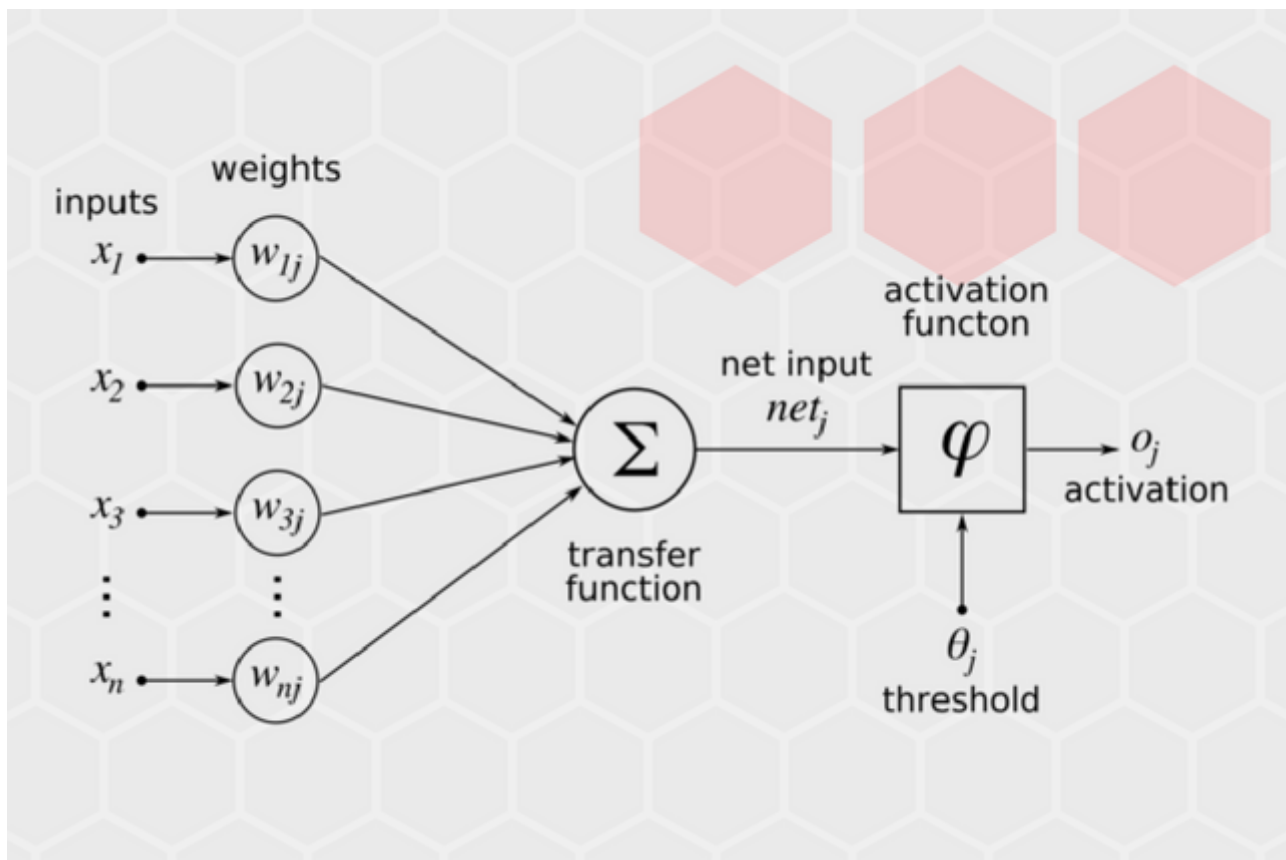 weights
inputs
x1
w1j
x2
w2j
x3
w3j
⋮
⋮
xn
wnj
Σ
transfer
function
net input
netj
activation
functon
φ
oj
activation
θj
threshold